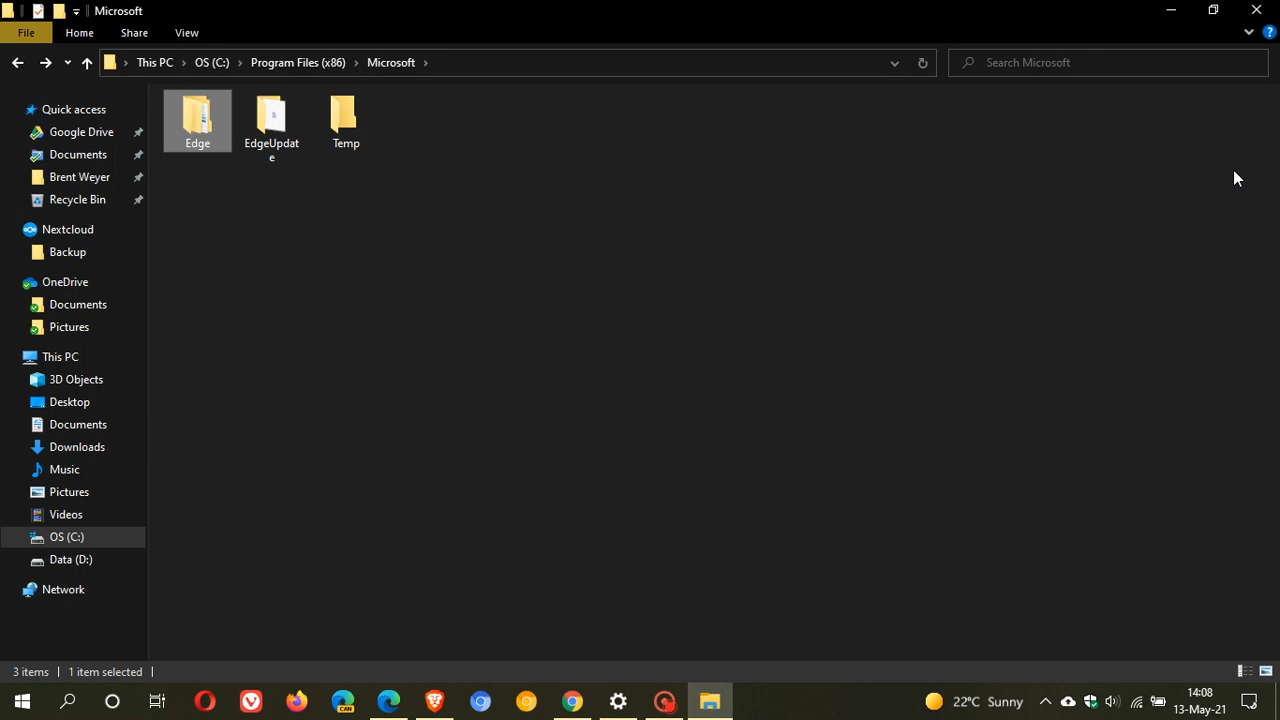 Microsoft
File Home Share View
This PC OS (C:) Program Files (x86) Microsoft
Search Microsoft
Quick access
Google Drive
Documents
Brent Weyer
Recycle Bin
Nextcloud
Backup
OneDrive
Documents
Pictures
This PC
3D Objects
Desktop
Documents
Downloads
Music
Pictures
Videos
OS (C:)
Data (D:)
Network
Edge
EdgeUpdat
e
Temp
3 items 1 item selected
CAN
22°C Sunny
14:08
13-May-21